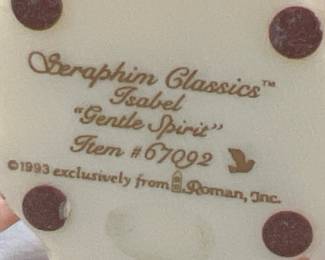 Seraphim Classics™
Isabel
"Gentle Spirit"
Item #67092
©1993 exclusively from Roman, Inc.